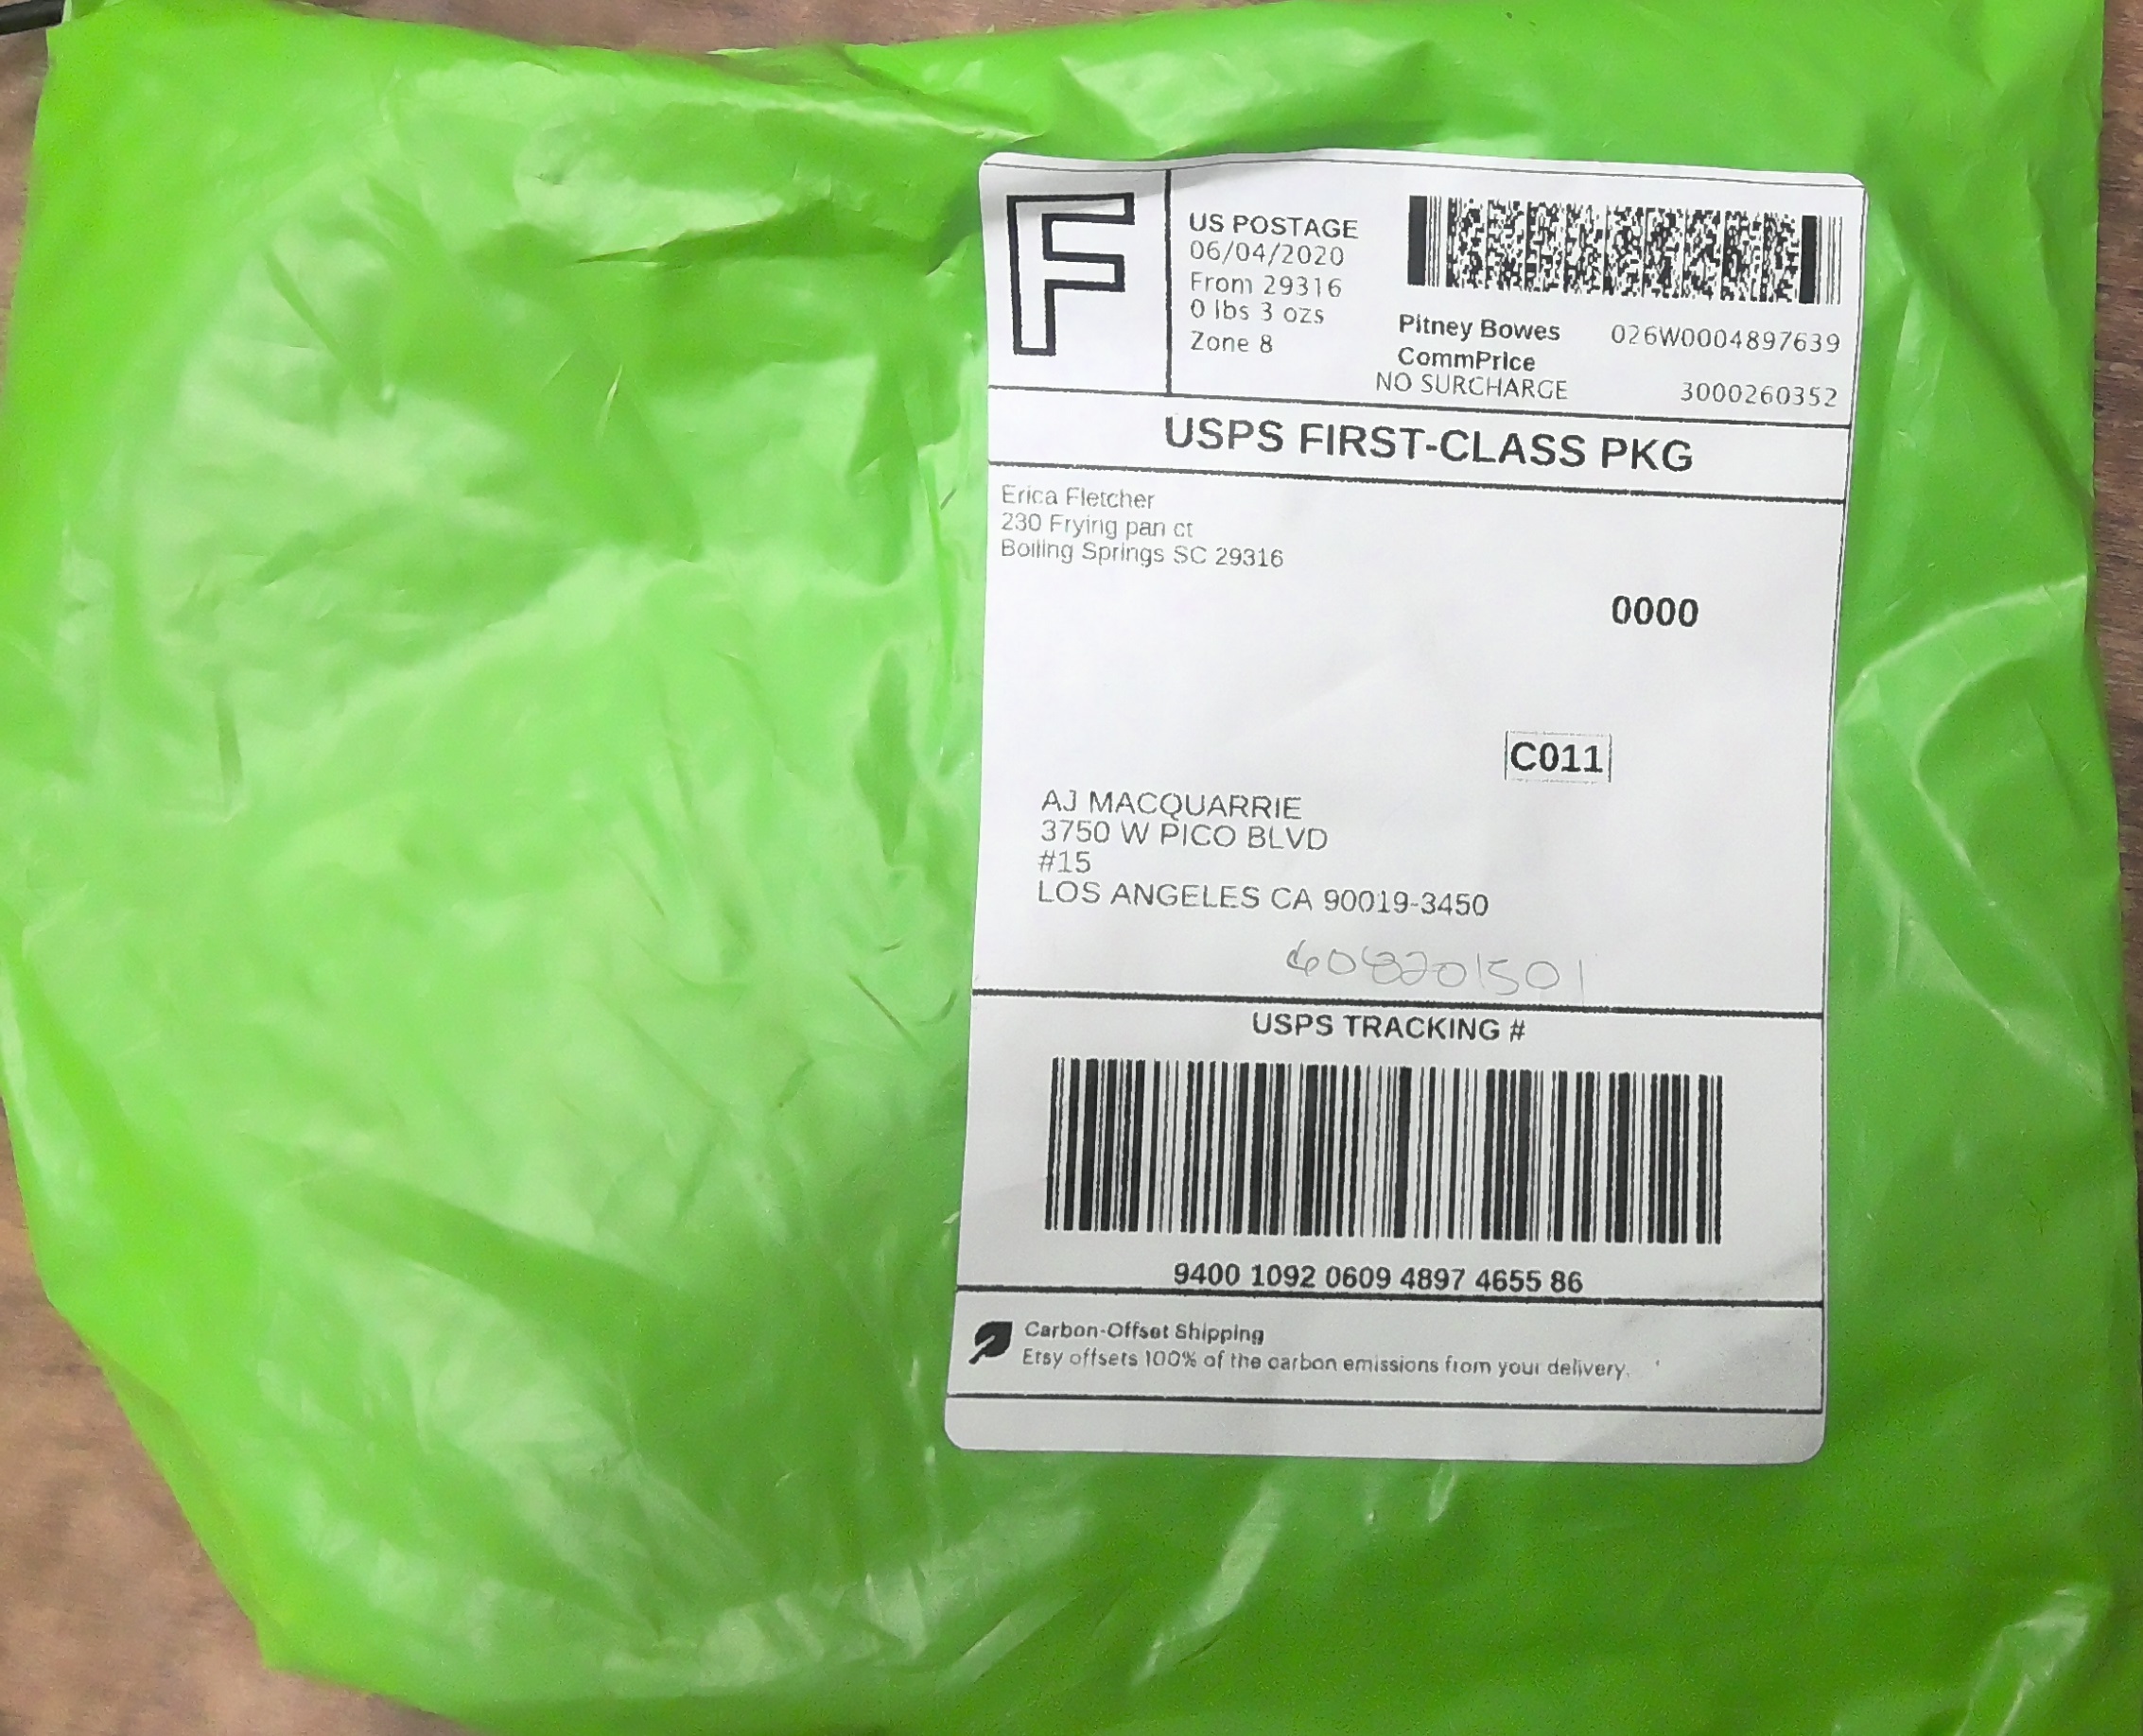 F
US POSTAGE
06/04/2020
From 29316
0 lbs 3 ozs
Zone 8
Pitney Bowes
CommPrice
NO SURCHARGE
026W0004897639
3000260352
USPS FIRST-CLASS PKG
Erica Fletcher
230 Frying pan ct
Boiling Springs SC 29316
0000
C011
AJ MACQUARRIE
3750 W PICO BLVD
#15
LOS ANGELES CA 90019-3450
608201501
USPS TRACKING #
9400 1092 0609 4897 4655 86
Carbon-Offset Shipping
Etsy offsets 100% of the carbon emissions from your delivery.